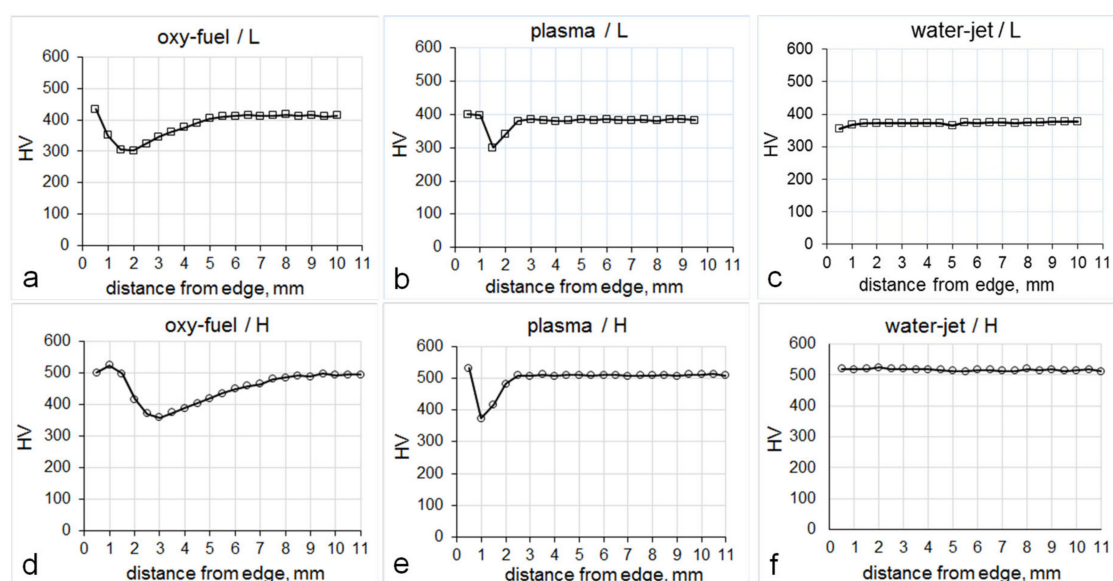 oxy-fuel / L
600
500
400
300
200
100
0
HV
0 1 2 3 4 5 6 7 8 9 10 11
distance from edge, mm
a
plasma / L
600
500
400
300
200
100
0
HV
0 1 2 3 4 5 6 7 8 9 10 11
distance from edge, mm
b
water-jet / L
600
500
400
300
200
100
0
HV
0 1 2 3 4 5 6 7 8 9 10 11
distance from edge, mm
c
oxy-fuel / H
600
500
400
300
200
100
0
HV
0 1 2 3 4 5 6 7 8 9 10 11
distance from edge, mm
d
plasma / H
600
500
400
300
200
100
0
HV
0 1 2 3 4 5 6 7 8 9 10 11
distance from edge, mm
e
water-jet / H
600
500
400
300
200
100
0
HV
0 1 2 3 4 5 6 7 8 9 10 11
distance from edge, mm
f